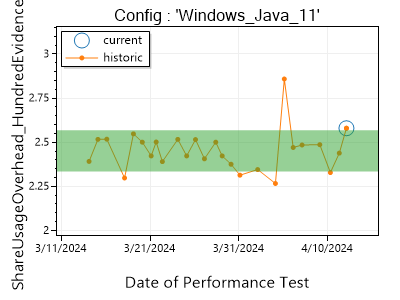 Config : 'Windows_Java_11'
current
historic
ShareUsageOverhead_HundredEvidence
3
2.75
2.5
2.25
2
3/11/2024
3/21/2024
3/31/2024
4/10/2024
Date of Performance Test